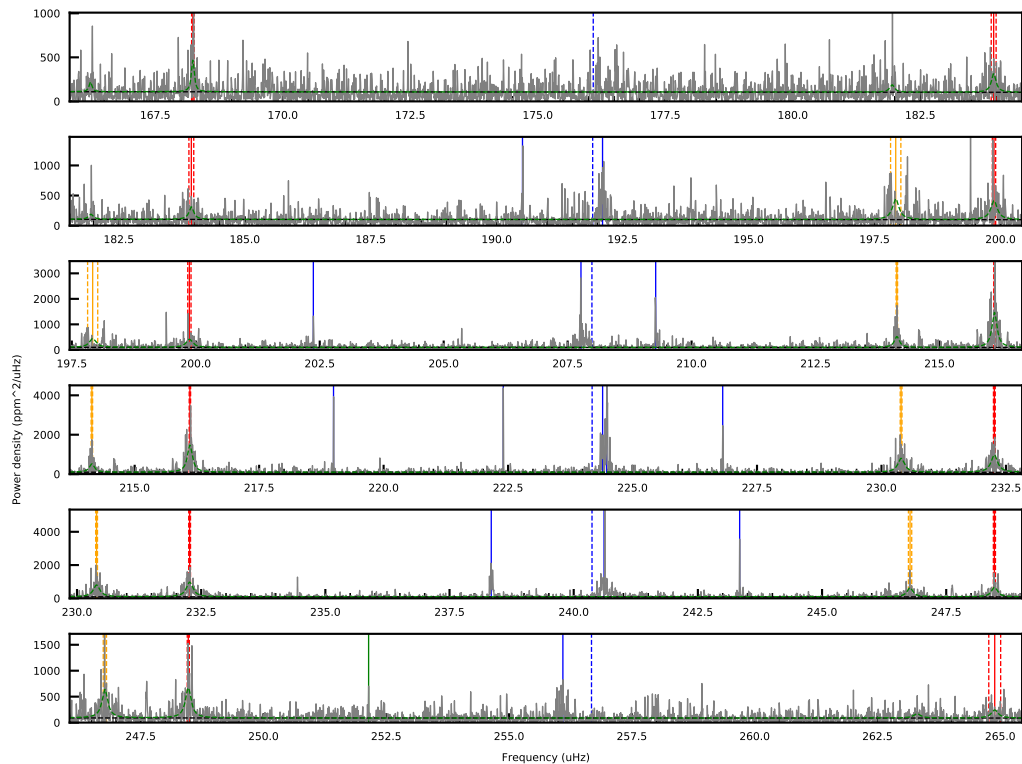 1000
500
0
167.5 170.0 172.5 175.0 177.5 180.0 182.5
1000
500
0
182.5 185.0 187.5 190.0 192.5 195.0 197.5 200.0
3000
2000
1000
0
197.5 200.0 202.5 205.0 207.5 210.0 212.5 215.0
Power density (ppm^2/uHz)
4000
2000
0
215.0 217.5 220.0 222.5 225.0 227.5 230.0 232.5
4000
2000
0
230.0 232.5 235.0 237.5 240.0 242.5 245.0 247.5
1500
1000
500
0
247.5 250.0 252.5 255.0 257.5 260.0 262.5 265.0
Frequency (uHz)